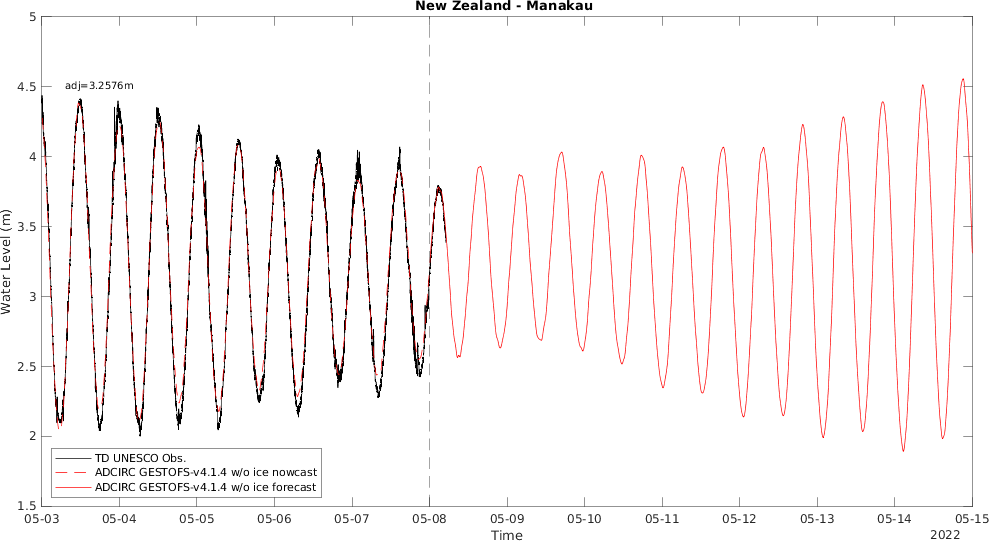 New Zealand - Manakau
adj=3.2576m
Water Level (m)
5
4.5
4
3.5
3
2.5
2
1.5
TD UNESCO Obs.
ADCIRC GESTOFS-v4.1.4 w/o ice nowcast
ADCIRC GESTOFS-v4.1.4 w/o ice forecast
05-03 05-04 05-05 05-06 05-07 05-08 05-09 05-10 05-11 05-12 05-13 05-14 05-15
Time
2022